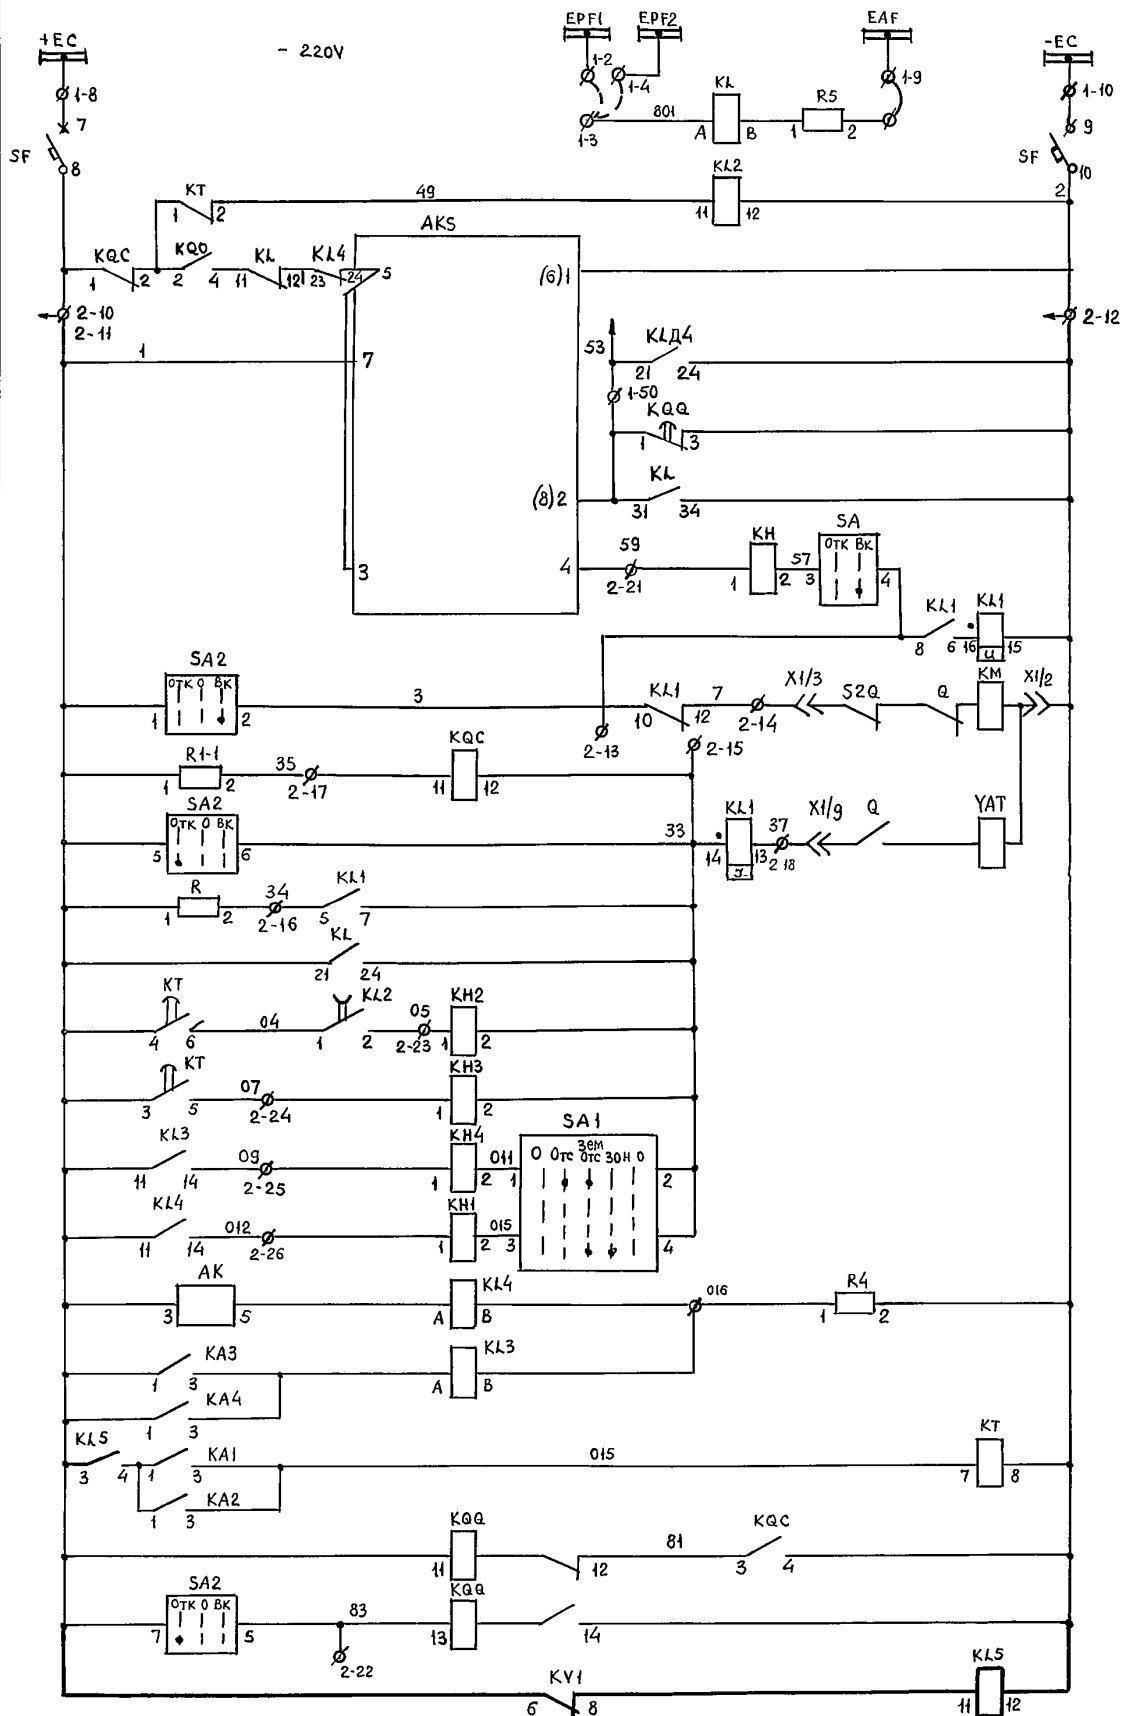 EPF1 EPF2 EAF
+EC - 220V -EC
1-2 1-4 1-9
1-8 KL R5 1-10
801
7 1-3 A B 1 2 9
SF 8 SF 10
KT 49 KL2 2
1 2 11 12
AKS
KQC KQO KL KL4
1 2 2 4 11 12 23 24 5 (6)1
2-10 2-12
2-11
1 7 53 KLД4
21 24
1-50
KQQ
1 3
KL
(8)2 31 34
SA
KH ОТК ВК
59 57
3 4 2-21 1 2 3 4
KL1 KL1
8 6 16 15
U
SA2
ОТК О ВК 3 KL1 7 X1/3 S2Q Q KM X1/2
1 2 10 12 2-14
2-13 2-15
R1-1 35 KQC
1 2 2-17 11 12
SA2
ОТК О ВК 33 KL1 37 X1/9 Q YAT
5 6 14 13 2 18
R 34 KL1
1 2 2-16 5 7
KL
21 24
KT KL2 KH2
04 05
4 6 1 2 2-23 1 2
KT KH3
07
3 5 2-24 1 2
SA1
KL3 KH4 О ОТС Зем ОТС ЗОН О
09 011
11 14 2-25 1 2 1 2
KL4 KH1
012 015
11 14 2-26 1 2 3 4
AK KL4 016 R4
3 5 A B 1 2
KA3 KL3
1 3 A B
KA4
1 3
KL5 KA1 015 KT
3 4 1 3 7 8
KA2
1 3
KQQ 81 KQC
11 12 3 4
SA2 KQQ
ОТК О ВК 83
7 5 13 14
2-22
KV1 KL5
6 8 11 12